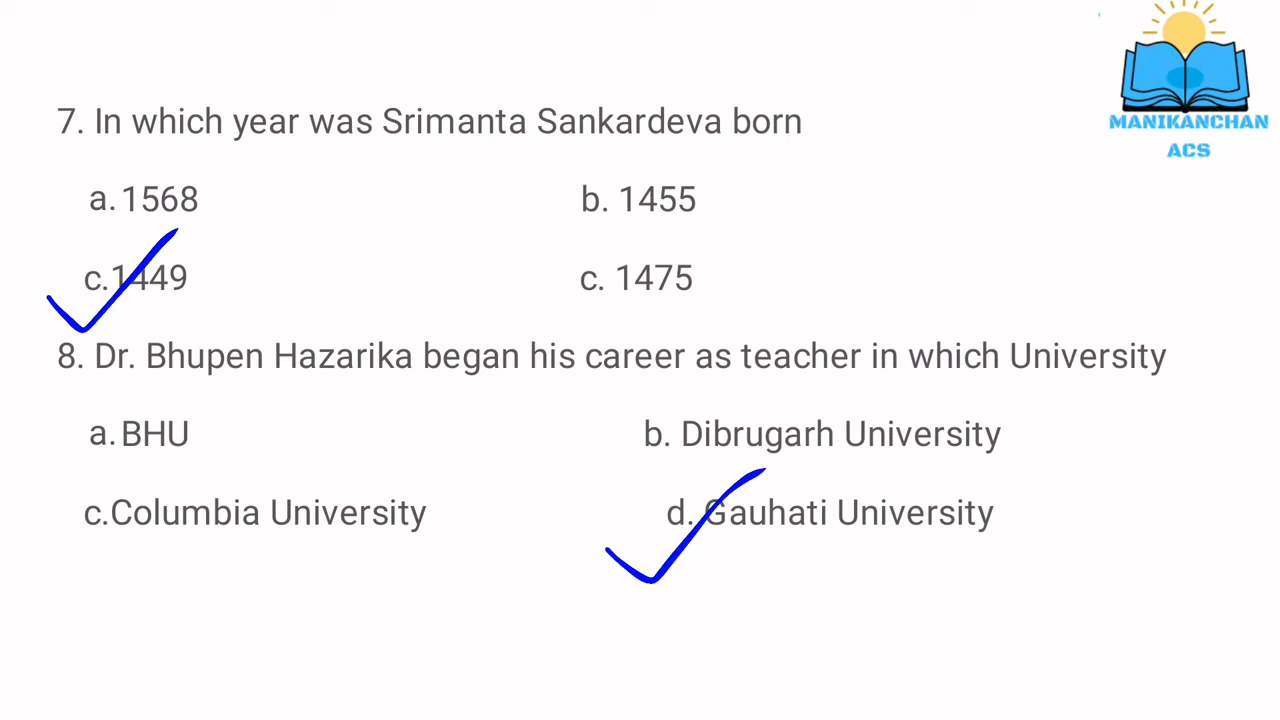 MANIKANCHAN
ACS
7. In which year was Srimanta Sankardeva born
a. 1568 b. 1455
c. 1449 c. 1475
8. Dr. Bhupen Hazarika began his career as teacher in which University
a. BHU b. Dibrugarh University
c.Columbia University d. Gauhati University